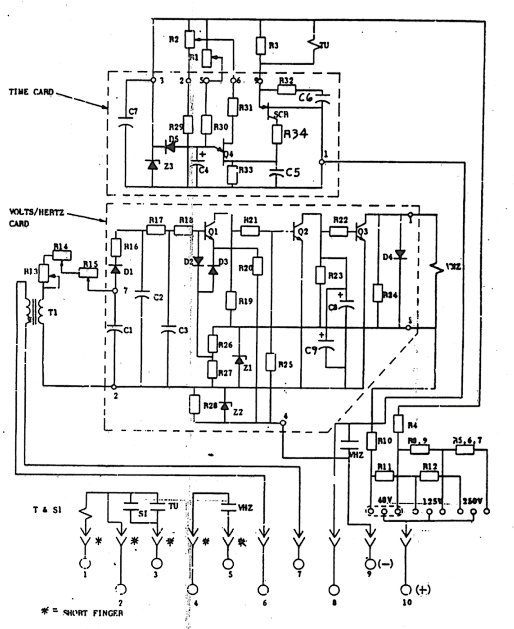 R2
R3
TU
R1
3
2
5
6
9
TIME CARD
R32
C6
C7
R31
SCR
R29
R30
R34
D5
Q4
1
Z3
C4
R33
C5
VOLTS/HERTZ
CARD
R17
R18
R21
R22
1
Q1
Q2
Q3
R16
D2
D3
D4
R14
R20
R23
VHZ
R13
R15
D1
7
C2
R19
C8
R24
T1
5
C1
C3
R26
C9
Z1
R25
R27
2
R28
Z2
4
R4
VHZ
R10
R8,9
R5,6,7
R11
R12
T & SI
48V
125V
250V
SI
TU
VHZ
* * * * *
1
3
5
7
9 (-)
2
4
6
8
10 (+)
* = SHORT FINGER